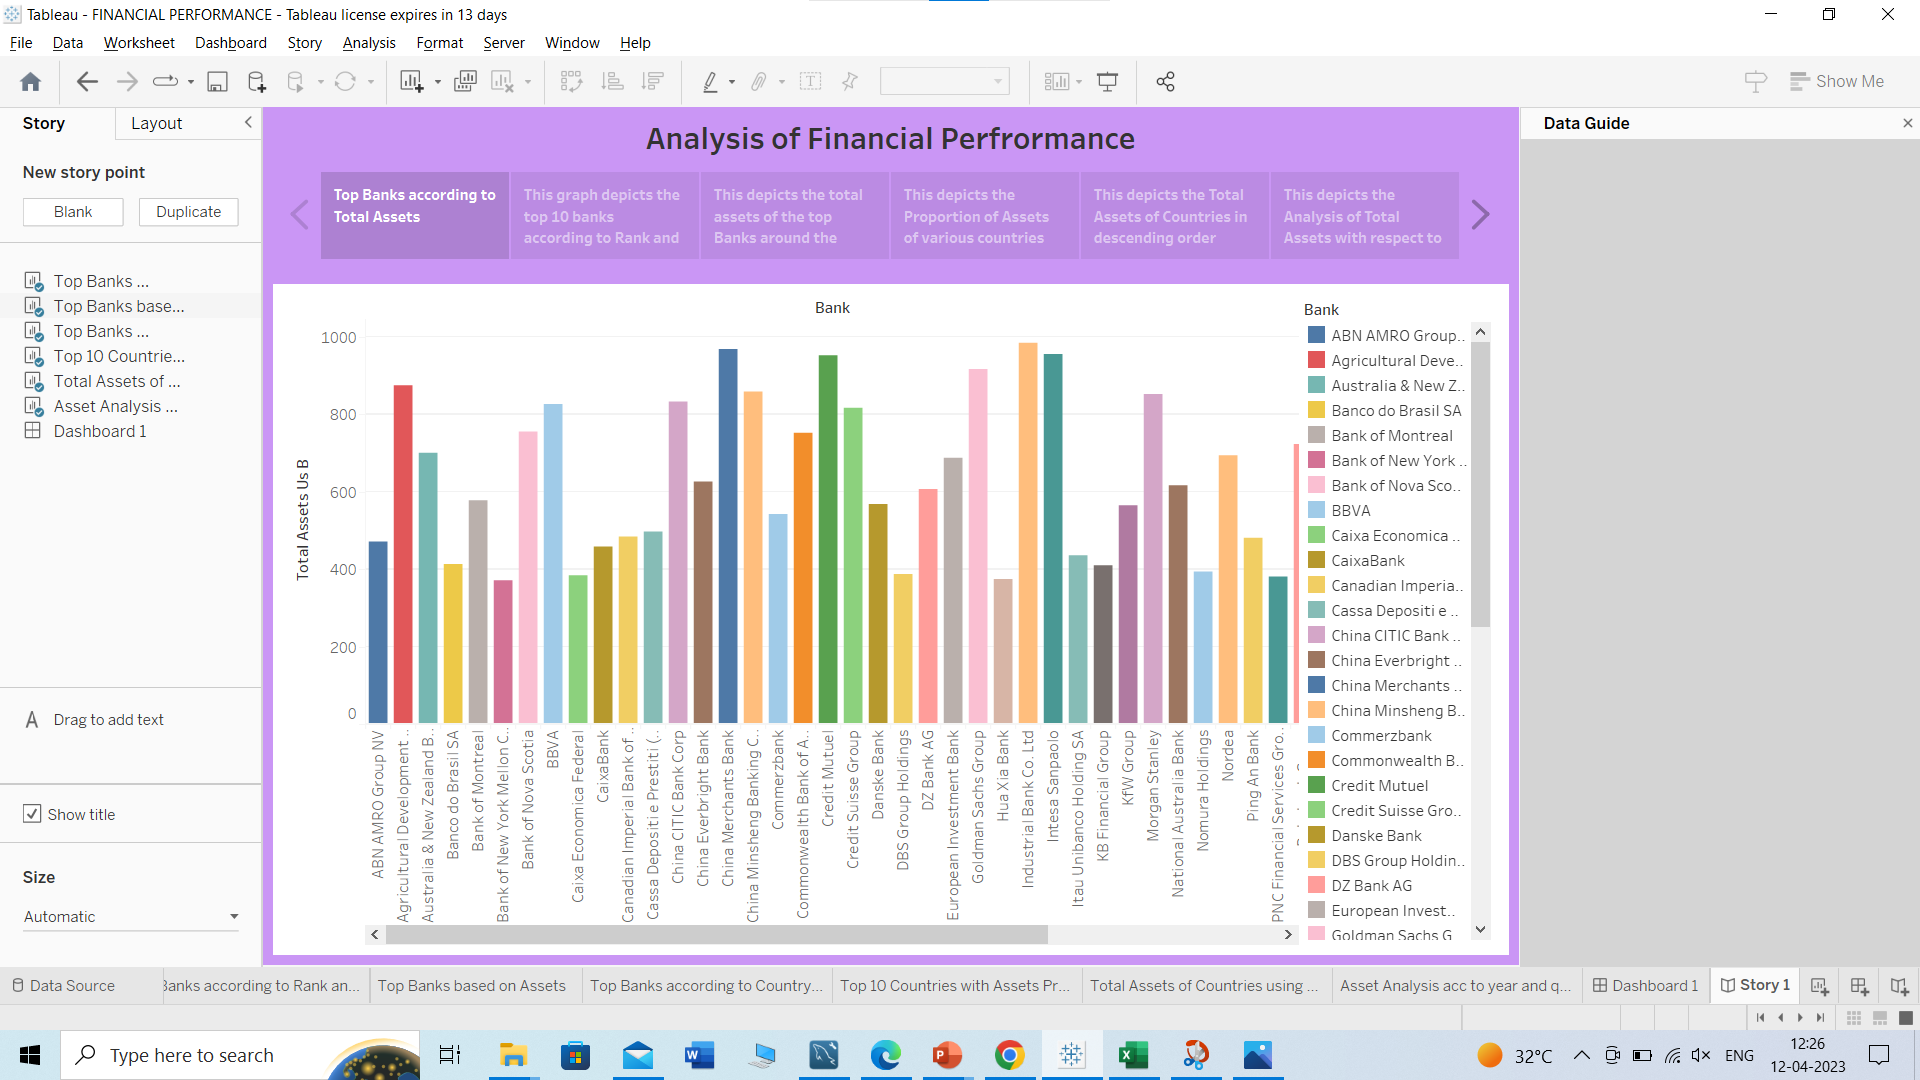 Tableau - FINANCIAL PERFORMANCE - Tableau license expires in 13 days
File Data Worksheet Dashboard Story Analysis Format Server Window Help
Show Me
Story Layout
New story point
Blank Duplicate
Top Banks ...
Top Banks base...
Top Banks ...
Top 10 Countrie...
Total Assets of ...
Asset Analysis ...
Dashboard 1
Drag to add text
Show title
Size
Automatic
Analysis of Financial Perfrormance
Top Banks according to
Total Assets
This graph depicts the
top 10 banks
according to Rank and
This depicts the total
assets of the top
Banks around the
This depicts the
Proportion of Assets
of various countries
This depicts the Total
Assets of Countries in
descending order
This depicts the
Analysis of Total
Assets with respect to
Bank
Total Assets Us B
1000
800
600
400
200
0
ABN AMRO Group NV
Agricultural Development ..
Australia & New Zealand B..
Banco do Brasil SA
Bank of Montreal
Bank of New York Mellon C..
Bank of Nova Scotia
BBVA
Caixa Economica Federal
CaixaBank
Canadian Imperial Bank of ..
Cassa Depositi e Prestiti (..
China CITIC Bank Corp
China Everbright Bank
China Merchants Bank
China Minsheng Banking C..
Commerzbank
Commonwealth Bank of A..
Credit Mutuel
Credit Suisse Group
Danske Bank
DBS Group Holdings
DZ Bank AG
European Investment Bank
Goldman Sachs Group
Hua Xia Bank
Industrial Bank Co. Ltd
Intesa Sanpaolo
Itau Unibanco Holding SA
KB Financial Group
KfW Group
Morgan Stanley
National Australia Bank
Nomura Holdings
Nordea
Ping An Bank
PNC Financial Services Gro..
Bank
ABN AMRO Group..
Agricultural Deve..
Australia & New Z..
Banco do Brasil SA
Bank of Montreal
Bank of New York ..
Bank of Nova Sco..
BBVA
Caixa Economica ..
CaixaBank
Canadian Imperia..
Cassa Depositi e ..
China CITIC Bank ..
China Everbright ..
China Merchants ..
China Minsheng B..
Commerzbank
Commonwealth B..
Credit Mutuel
Credit Suisse Gro..
Danske Bank
DBS Group Holdin..
DZ Bank AG
European Invest..
Goldman Sachs G
Data Guide
Data Source
Banks according to Rank an...
Top Banks based on Assets
Top Banks according to Country...
Top 10 Countries with Assets Pr...
Total Assets of Countries using ...
Asset Analysis acc to year and q...
Dashboard 1
Story 1
Type here to search
32°C
ENG
12:26
12-04-2023